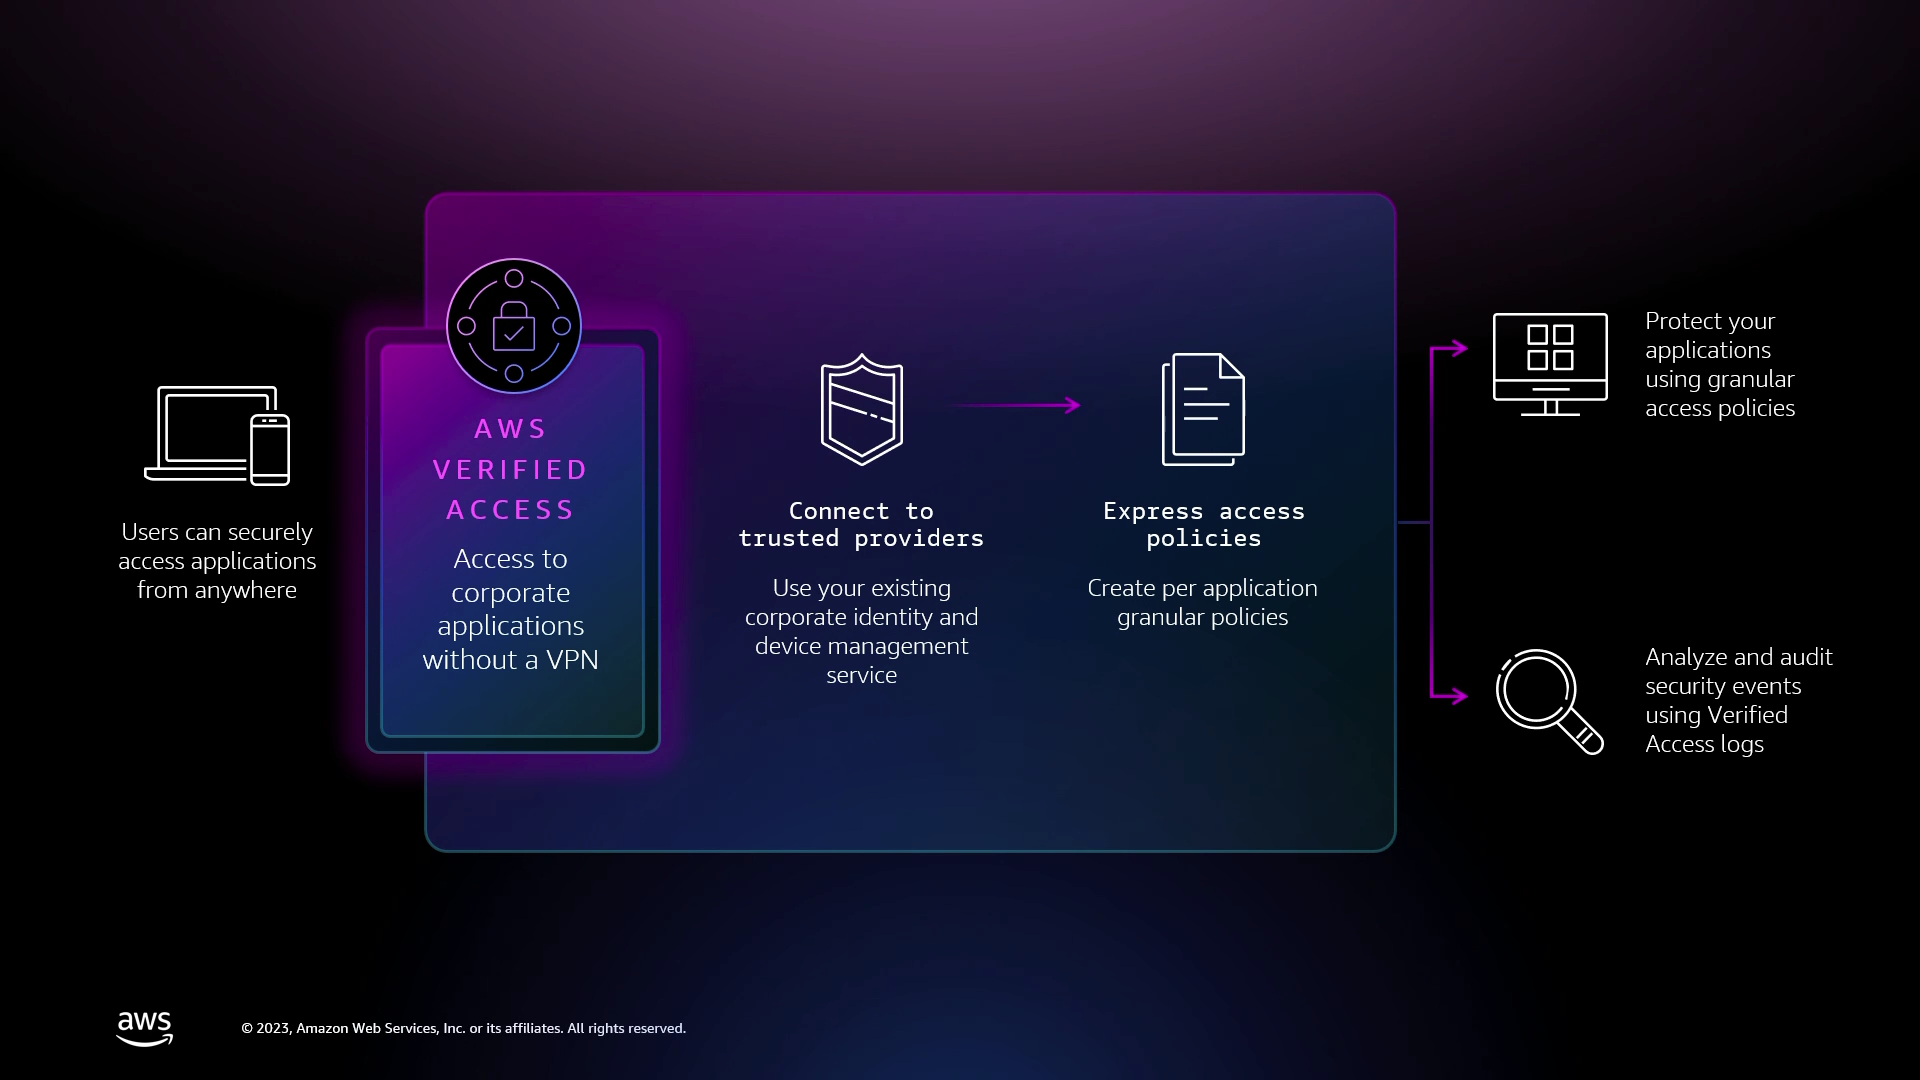 Users can securely
access applications
from anywhere
AWS
VERIFIED
ACCESS
Access to
corporate
applications
without a VPN
Connect to
trusted providers
Use your existing
corporate identity and
device management
service
Express access
policies
Create per application
granular policies
Protect your
applications
using granular
access policies
Analyze and audit
security events
using Verified
Access logs
aws
© 2023, Amazon Web Services, Inc. or its affiliates. All rights reserved.